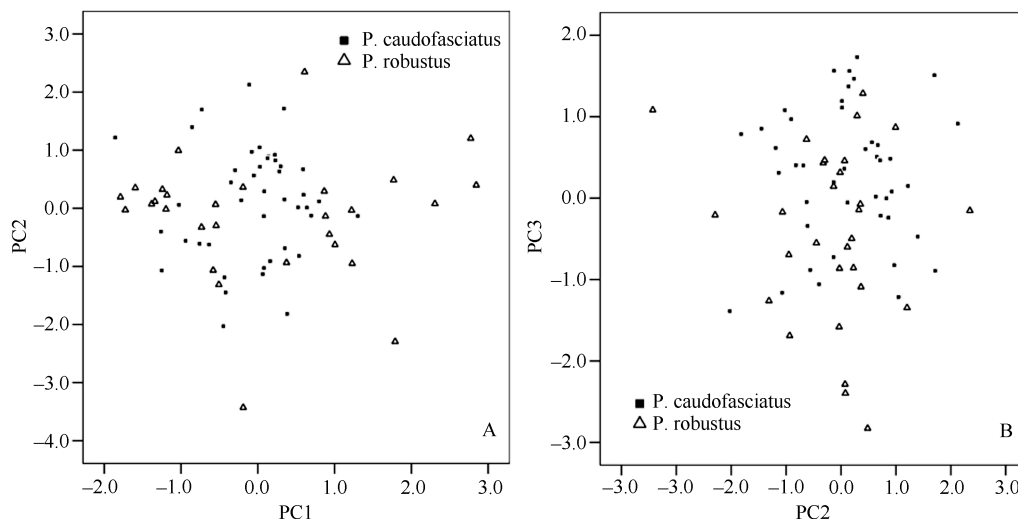 3.0
2.0
1.0
0.0
–1.0
–2.0
–3.0
–4.0
PC2
P. caudofasciatus
P. robustus
A
–2.0 –1.0 0.0 1.0 2.0 3.0
PC1
2.0
1.0
0.0
–1.0
–2.0
–3.0
PC3
P. caudofasciatus
P. robustus
B
–3.0 –2.0 –1.0 0.0 1.0 2.0 3.0
PC2